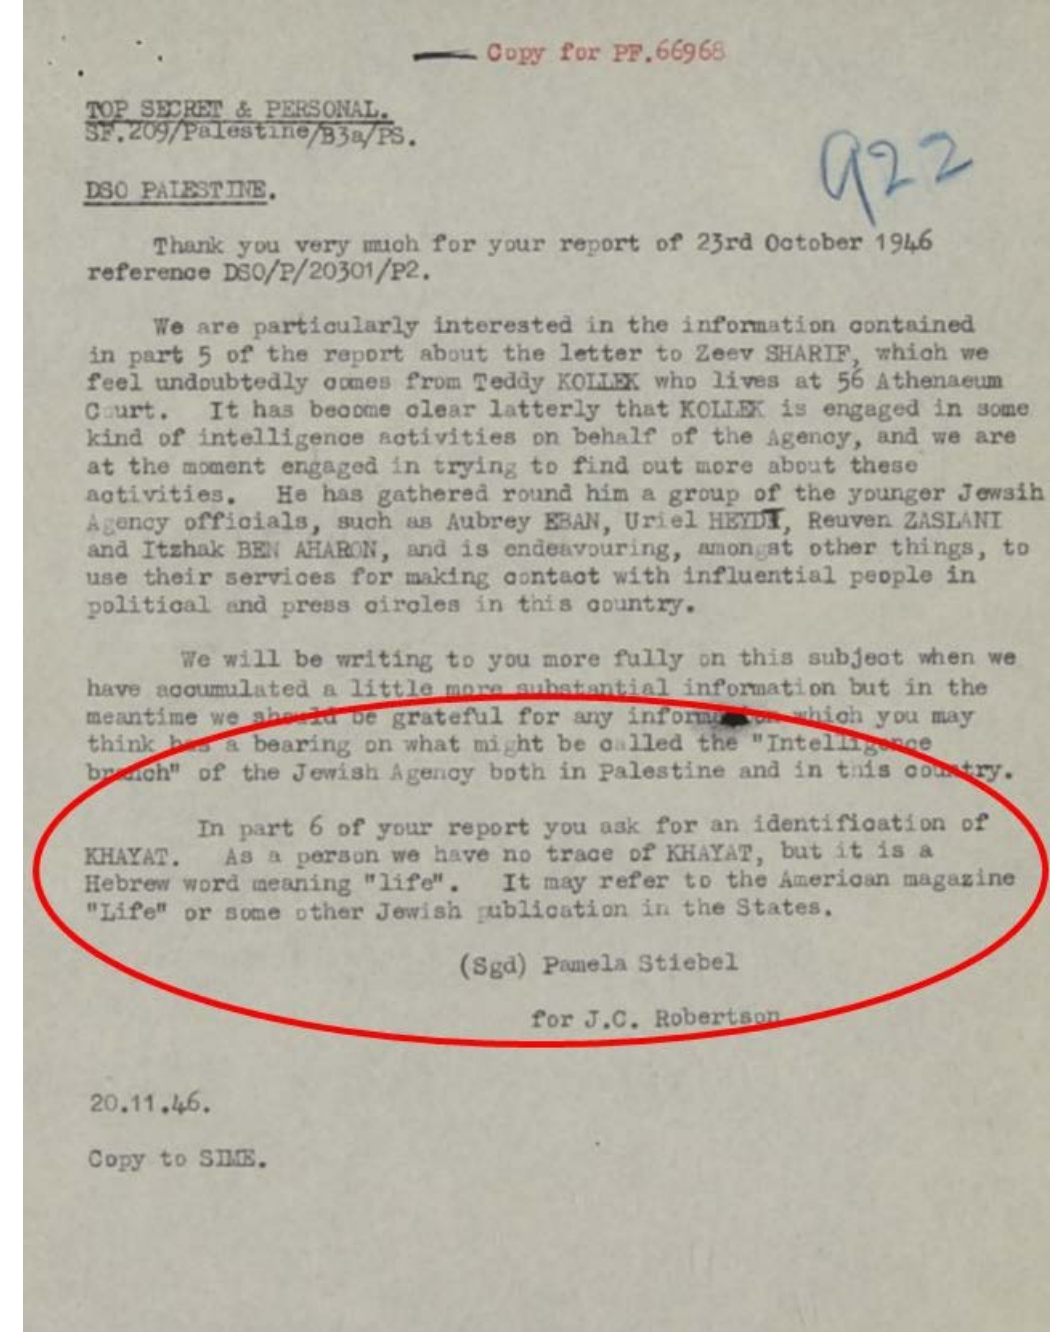 Copy for PF.66968
TOP SECRET & PERSONAL.
SF.209/Palestine/B3a/PS.
922
DSO PALESTINE.
Thank you very much for your report of 23rd October 1946
reference DSO/P/20301/P2.
We are particularly interested in the information contained
in part 5 of the report about the letter to Zeev SHARIF, which we
feel undoubtedly comes from Teddy KOLLEK who lives at 56 Athenaeum
Court. It has become clear latterly that KOLLEK is engaged in some
kind of intelligence activities on behalf of the Agency, and we are
at the moment engaged in trying to find out more about these
activities. He has gathered round him a group of the younger Jewsih
Agency officials, such as Aubrey EBAN, Uriel HEYDT, Reuven ZASLANI
and Itzhak BEN AHARON, and is endeavouring, amongst other things, to
use their services for making contact with influential people in
political and press circles in this country.
We will be writing to you more fully on this subject when we
have accumulated a little more substantial information but in the
meantime we should be grateful for any information which you may
think has a bearing on what might be called the "Intelligence
branch" of the Jewish Agency both in Palestine and in this country.
In part 6 of your report you ask for an identification of
KHAYAT. As a person we have no trace of KHAYAT, but it is a
Hebrew word meaning "life". It may refer to the American magazine
"Life" or some other Jewish publication in the States.
(Sgd) Pamela Stiebel
for J.C. Robertson
20.11.46.
Copy to SIME.